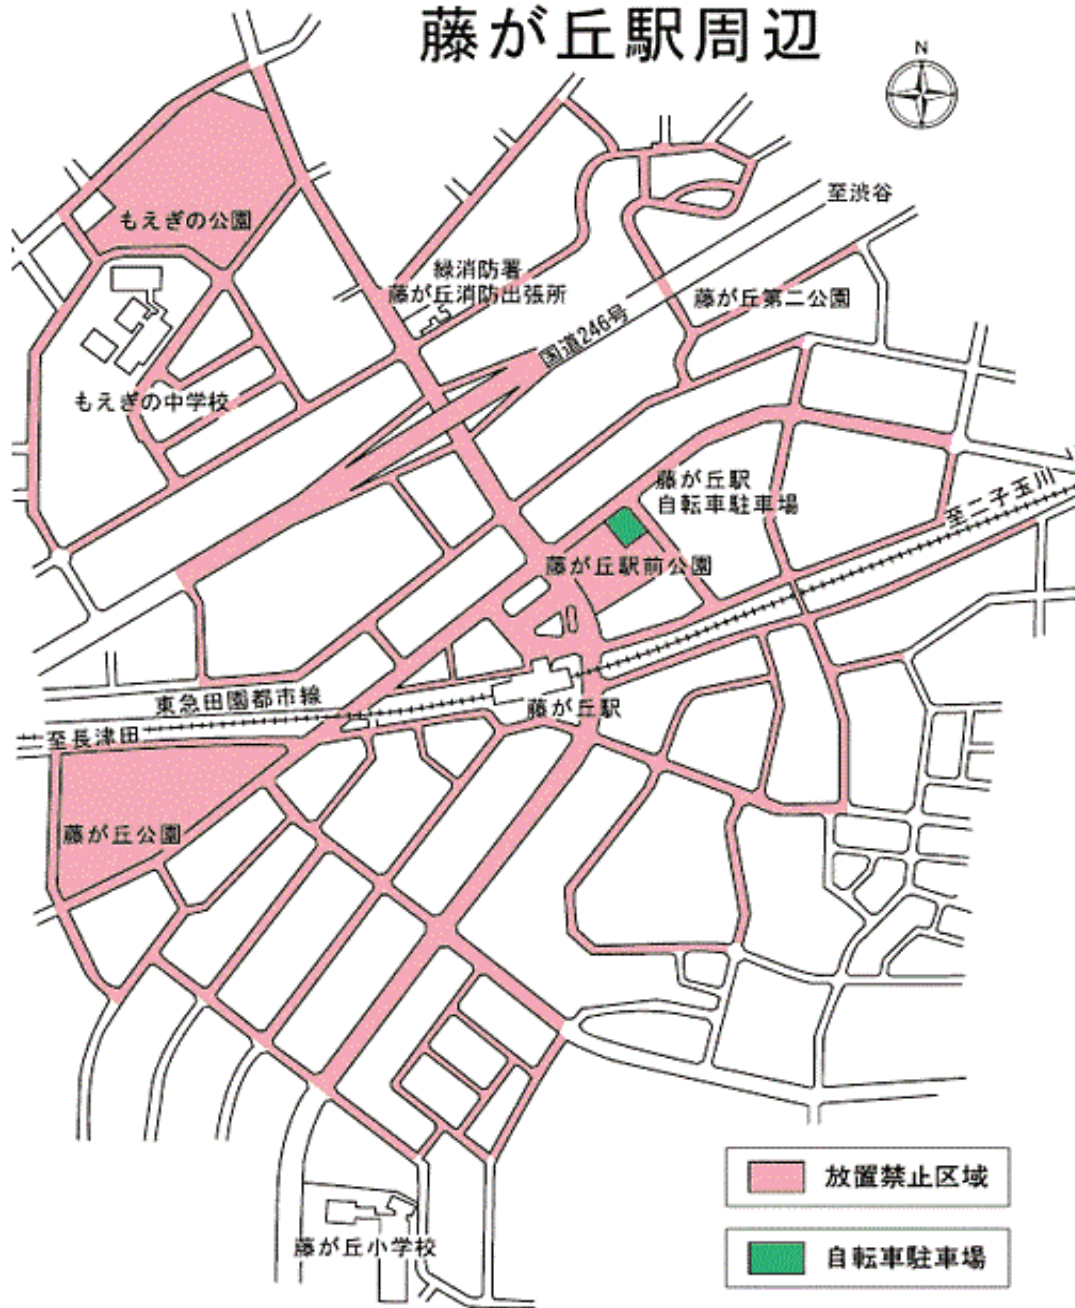 藤が丘駅周辺
N
至渋谷
もえぎの公園
緑消防署
藤が丘消防出張所
藤が丘第二公園
国道246号
もえぎの中学校
藤が丘駅
自転車駐車場
至二子玉川
藤が丘駅前公園
東急田園都市線
藤が丘駅
至長津田
藤が丘公園
放置禁止区域
藤が丘小学校
自転車駐車場